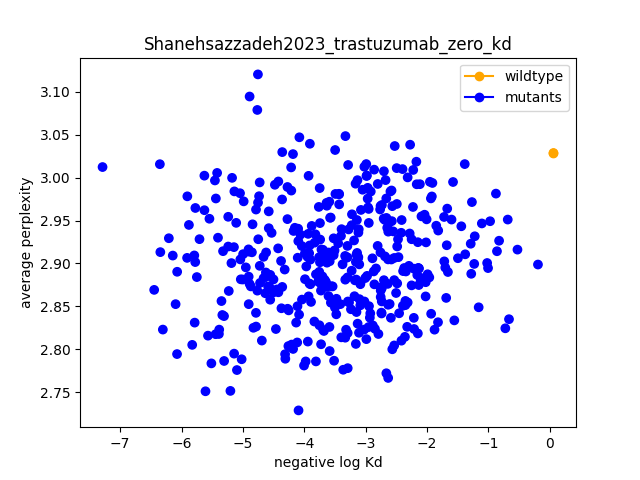 Shanehsazzadeh2023_trastuzumab_zero_kd
wildtype
mutants
average perplexity
3.10
3.05
3.00
2.95
2.90
2.85
2.80
2.75
−7 −6 −5 −4 −3 −2 −1 0
negative log Kd